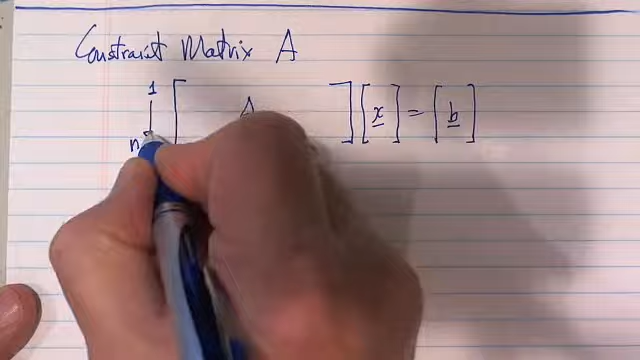 Constraint Matrix A
1
[ A ] [ x ] = [ b ]
n